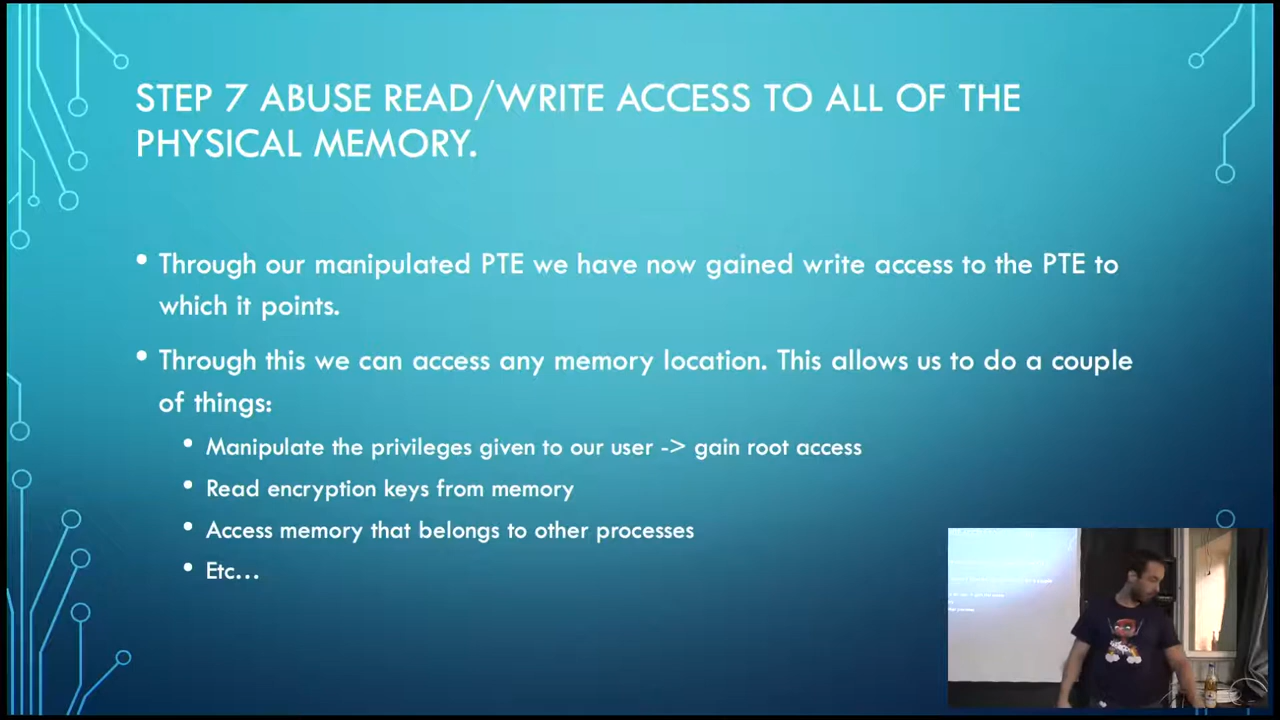 STEP 7 ABUSE READ/WRITE ACCESS TO ALL OF THE
PHYSICAL MEMORY.
• Through our manipulated PTE we have now gained write access to the PTE to
which it points.
• Through this we can access any memory location. This allows us to do a couple
of things:
• Manipulate the privileges given to our user -> gain root access
• Read encryption keys from memory
• Access memory that belongs to other processes
• Etc...